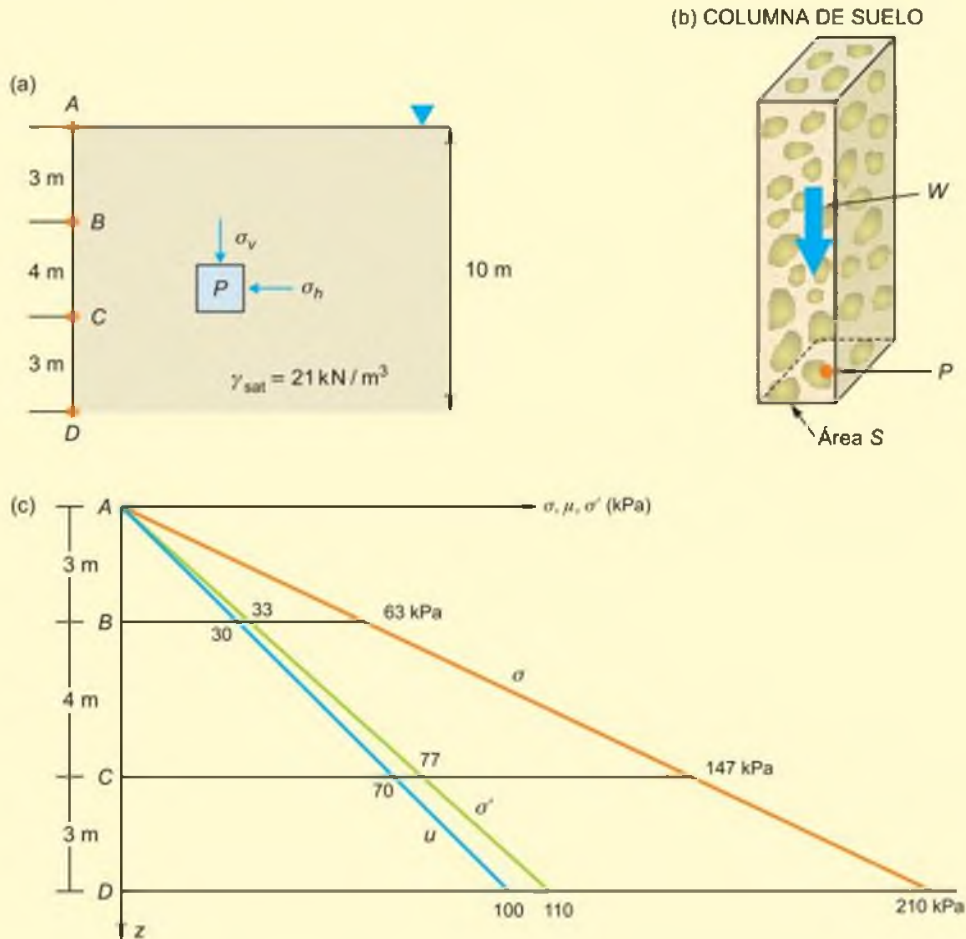 (b) COLUMNA DE SUELO
(a)
A
3 m
B
σv
4 m
P
σh
10 m
C
3 m
γsat = 21 kN / m³
D
W
P
Área S
(c)
A
σ, μ, σ' (kPa)
3 m
33
63 kPa
B
30
σ
4 m
77
147 kPa
C
70
σ'
3 m
u
D
100
110
210 kPa
z